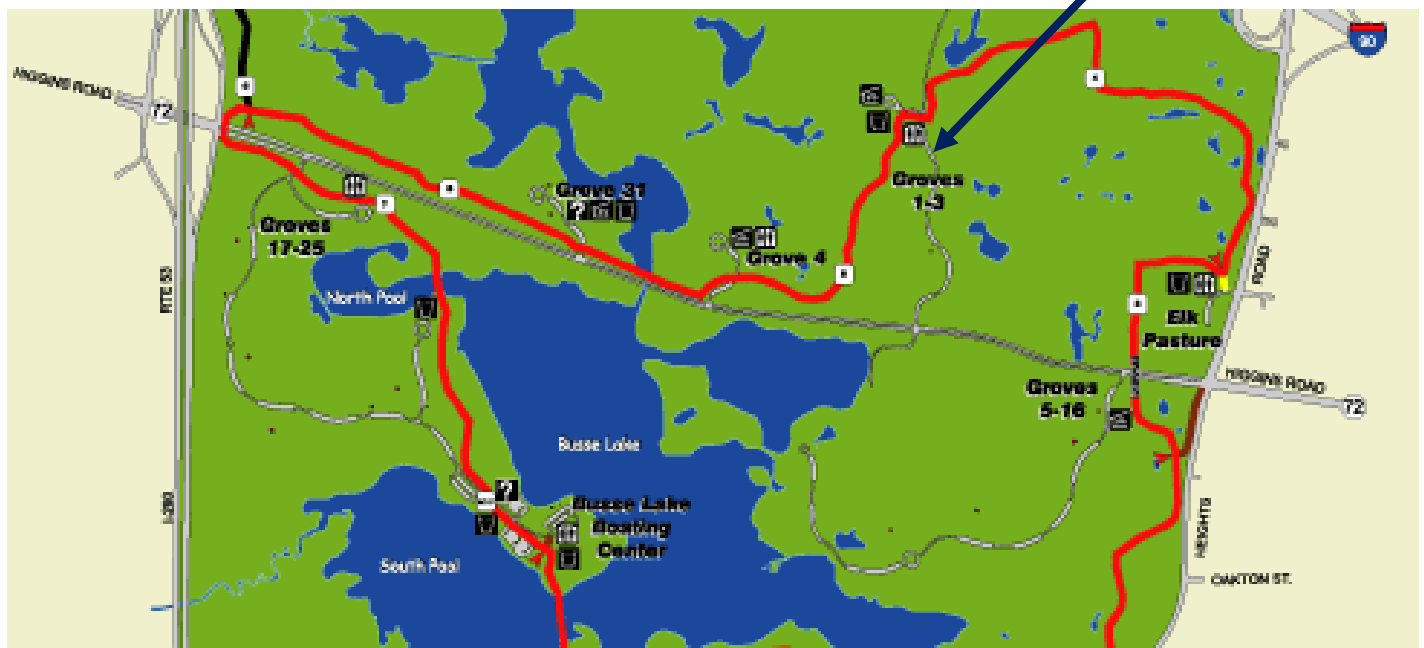 HIGGINS ROAD
72
90
Grove 31
?
Groves
1-3
Groves
17-25
Grove 4
RTE 53
North Pool
Elk
Pasture
HIGGINS ROAD
72
Groves
5-16
Busse Lake
?
Busse Lake
Boating
Center
I-290
South Pool
HEIGHTS
OAKTON ST.